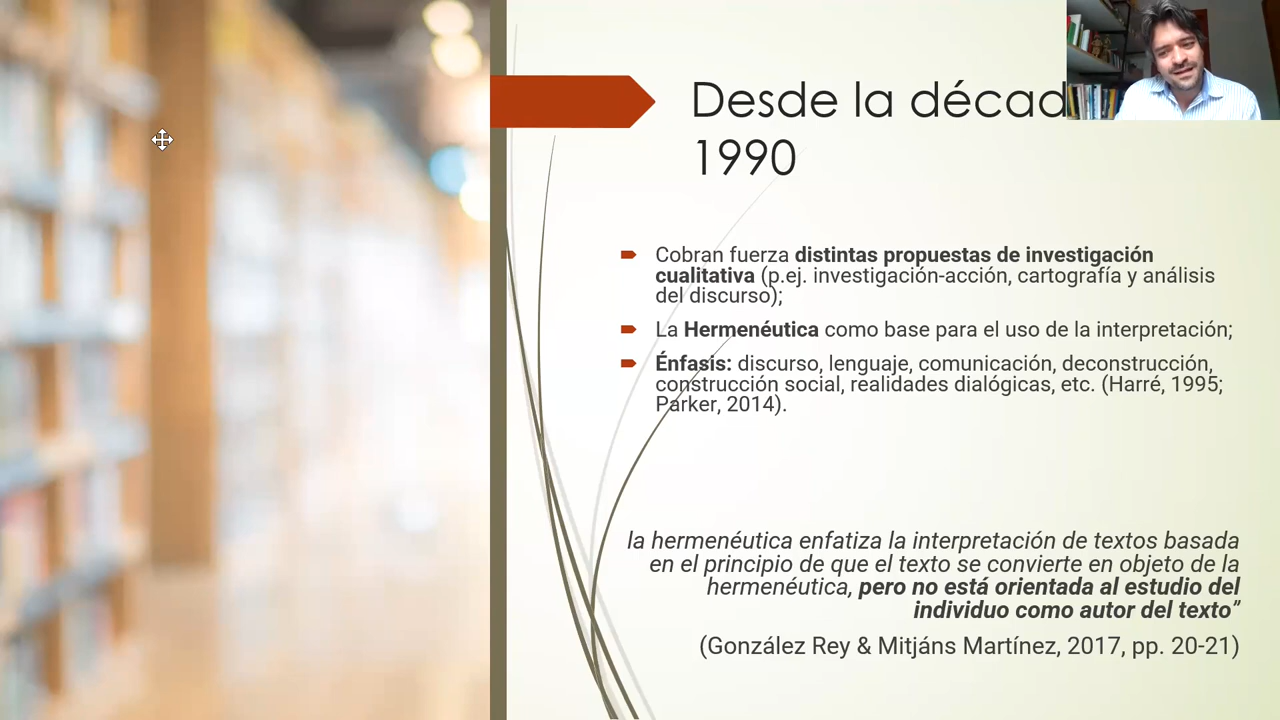 Desde la décad
1990
Cobran fuerza distintas propuestas de investigación
cualitativa (p.ej. investigación-acción, cartografía y análisis
del discurso);
La Hermenéutica como base para el uso de la interpretación;
Énfasis: discurso, lenguaje, comunicación, deconstrucción,
construcción social, realidades dialógicas, etc. (Harré, 1995;
Parker, 2014).
la hermenéutica enfatiza la interpretación de textos basada
en el principio de que el texto se convierte en objeto de la
hermenéutica, pero no está orientada al estudio del
individuo como autor del texto”
(González Rey & Mitjáns Martínez, 2017, pp. 20-21)